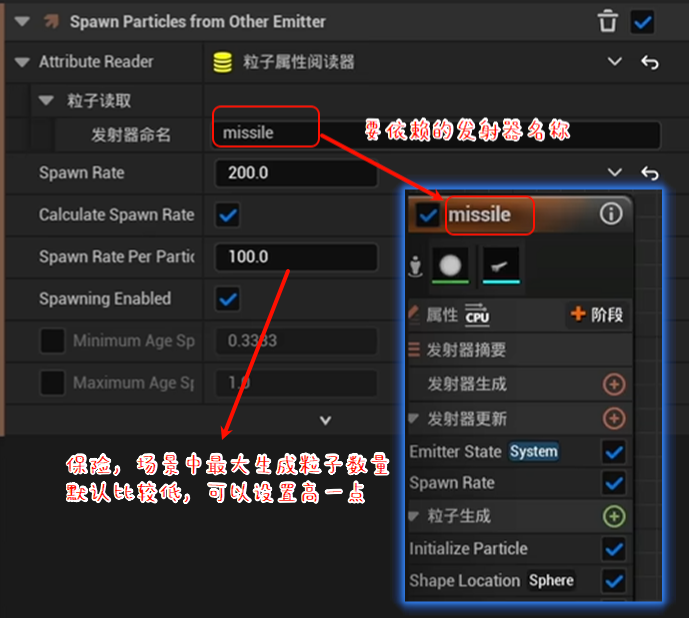 Spawn Particles from Other Emitter
Attribute Reader
粒子属性阅读器
粒子读取
发射器命名
missile
要依赖的发射器名称
Spawn Rate
200.0
Calculate Spawn Rate
Spawn Rate Per Partic
100.0
Spawning Enabled
Minimum Age Sp
0.3333
Maximum Age Sp
1.0
保险，场景中最大生成粒子数量
默认比较低，可以设置高一点
missile
属性
CPU
阶段
发射器摘要
发射器生成
发射器更新
Emitter State System
Spawn Rate
粒子生成
Initialize Particle
Shape Location Sphere